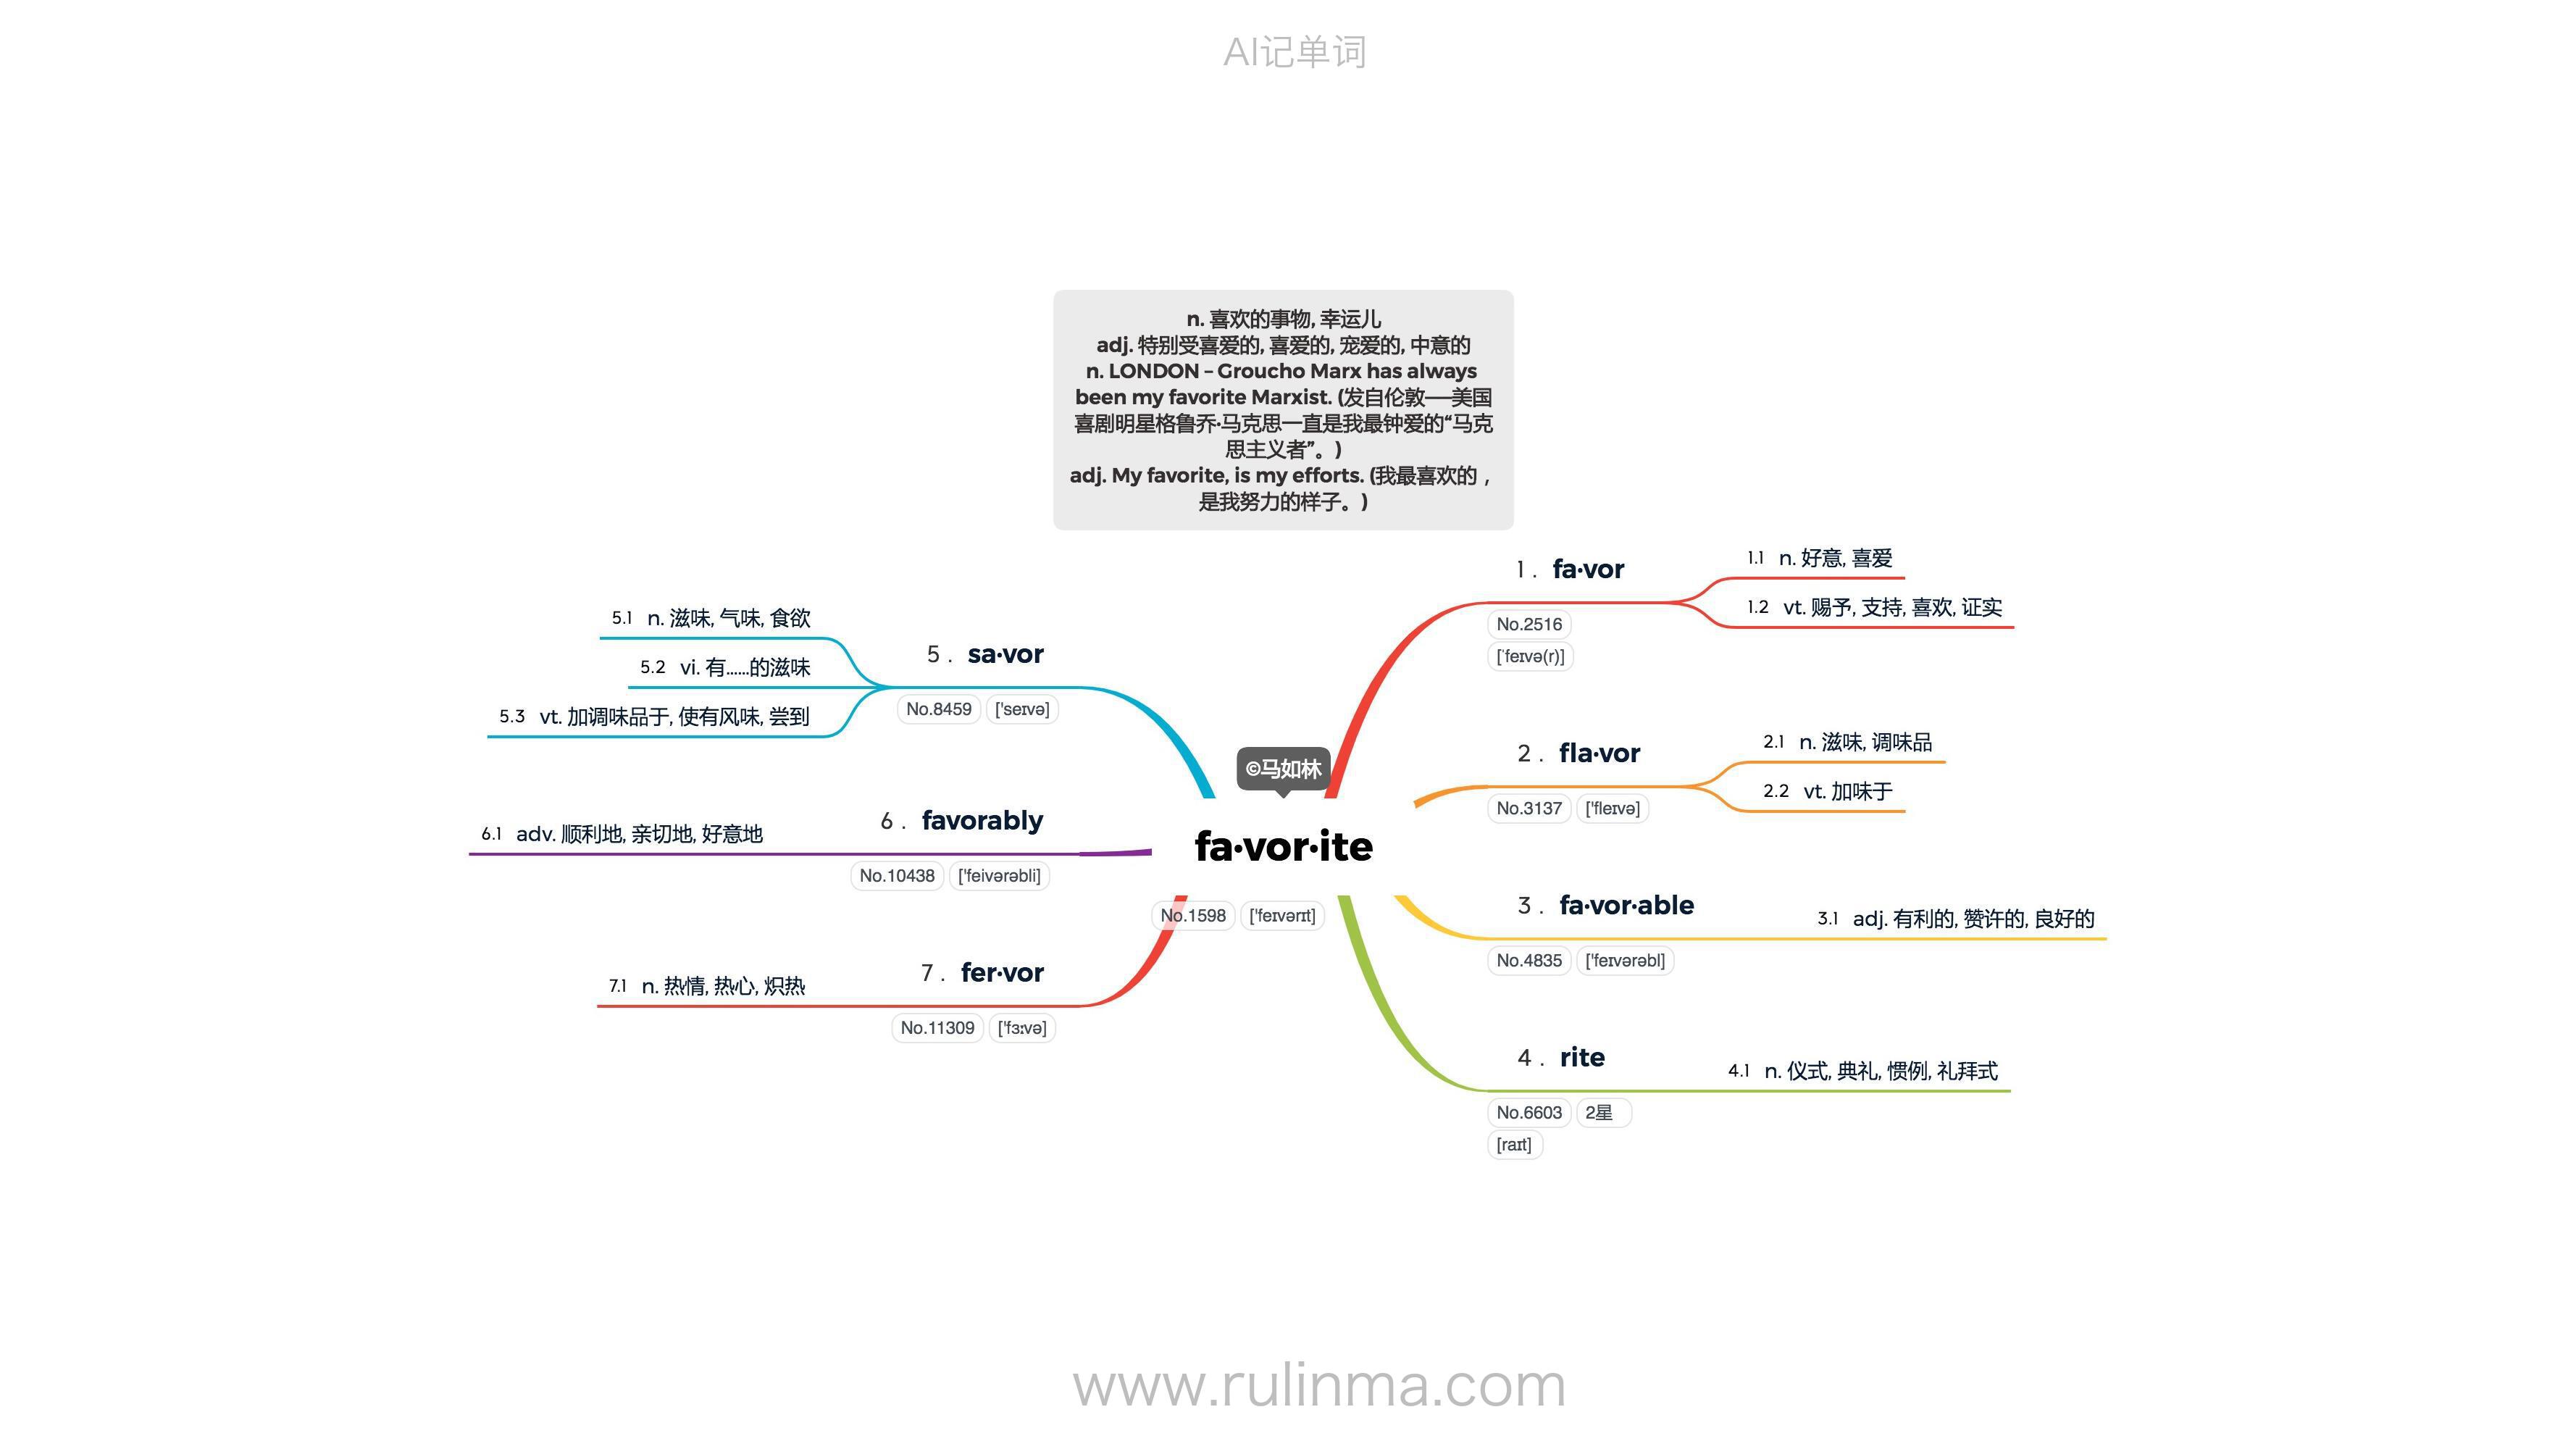 AI记单词
n. 喜欢的事物, 幸运儿
adj. 特别受喜爱的, 喜爱的, 宠爱的, 中意的
n. LONDON – Groucho Marx has always
been my favorite Marxist. (发自伦敦──美国
喜剧明星格鲁乔·马克思一直是我最钟爱的“马克
思主义者”。)
adj. My favorite, is my efforts. (我最喜欢的，
是我努力的样子。)
©马如林
fa·vor·ite
No.1598 ['feɪvərɪt]
1 . fa·vor
No.2516
['feɪvə(r)]
1.1 n. 好意, 喜爱
1.2 vt. 赐予, 支持, 喜欢, 证实
2 . fla·vor
No.3137 ['fleɪvə]
2.1 n. 滋味, 调味品
2.2 vt. 加味于
3 . fa·vor·able
No.4835 ['feɪvərəbl]
3.1 adj. 有利的, 赞许的, 良好的
4 . rite
No.6603 2星
[raɪt]
4.1 n. 仪式, 典礼, 惯例, 礼拜式
5 . sa·vor
No.8459 ['seɪvə]
5.1 n. 滋味, 气味, 食欲
5.2 vi. 有......的滋味
5.3 vt. 加调味品于, 使有风味, 尝到
6 . favorably
No.10438 ['feivərəbli]
6.1 adv. 顺利地, 亲切地, 好意地
7 . fer·vor
No.11309 ['fɜːvə]
7.1 n. 热情, 热心, 炽热
www.rulinma.com